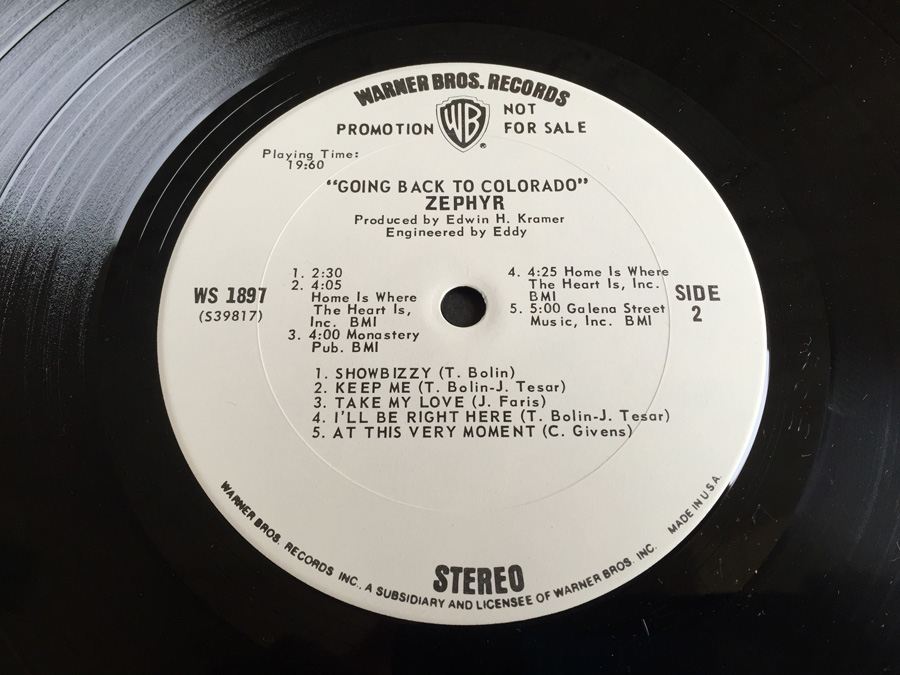 WARNER BROS. RECORDS
PROMOTION WB NOT FOR SALE
®
Playing Time:
19:60
"GOING BACK TO COLORADO"
ZEPHYR
Produced by Edwin H. Kramer
Engineered by Eddy
WS 1897
(S39817)
1. 2:30
2. 4:05
Home Is Where
The Heart Is,
Inc. BMI
3. 4:00 Monastery
Pub. BMI
4. 4:25 Home Is Where
The Heart Is, Inc.
BMI
5. 5:00 Galena Street
Music, Inc. BMI
SIDE
2
1. SHOWBIZZY (T. Bolin)
2. KEEP ME (T. Bolin-J. Tesar)
3. TAKE MY LOVE (J. Faris)
4. I'LL BE RIGHT HERE (T. Bolin-J. Tesar)
5. AT THIS VERY MOMENT (C. Givens)
STEREO
WARNER BROS. RECORDS INC., A SUBSIDIARY AND LICENSEE OF WARNER BROS. INC. MADE IN U.S.A.